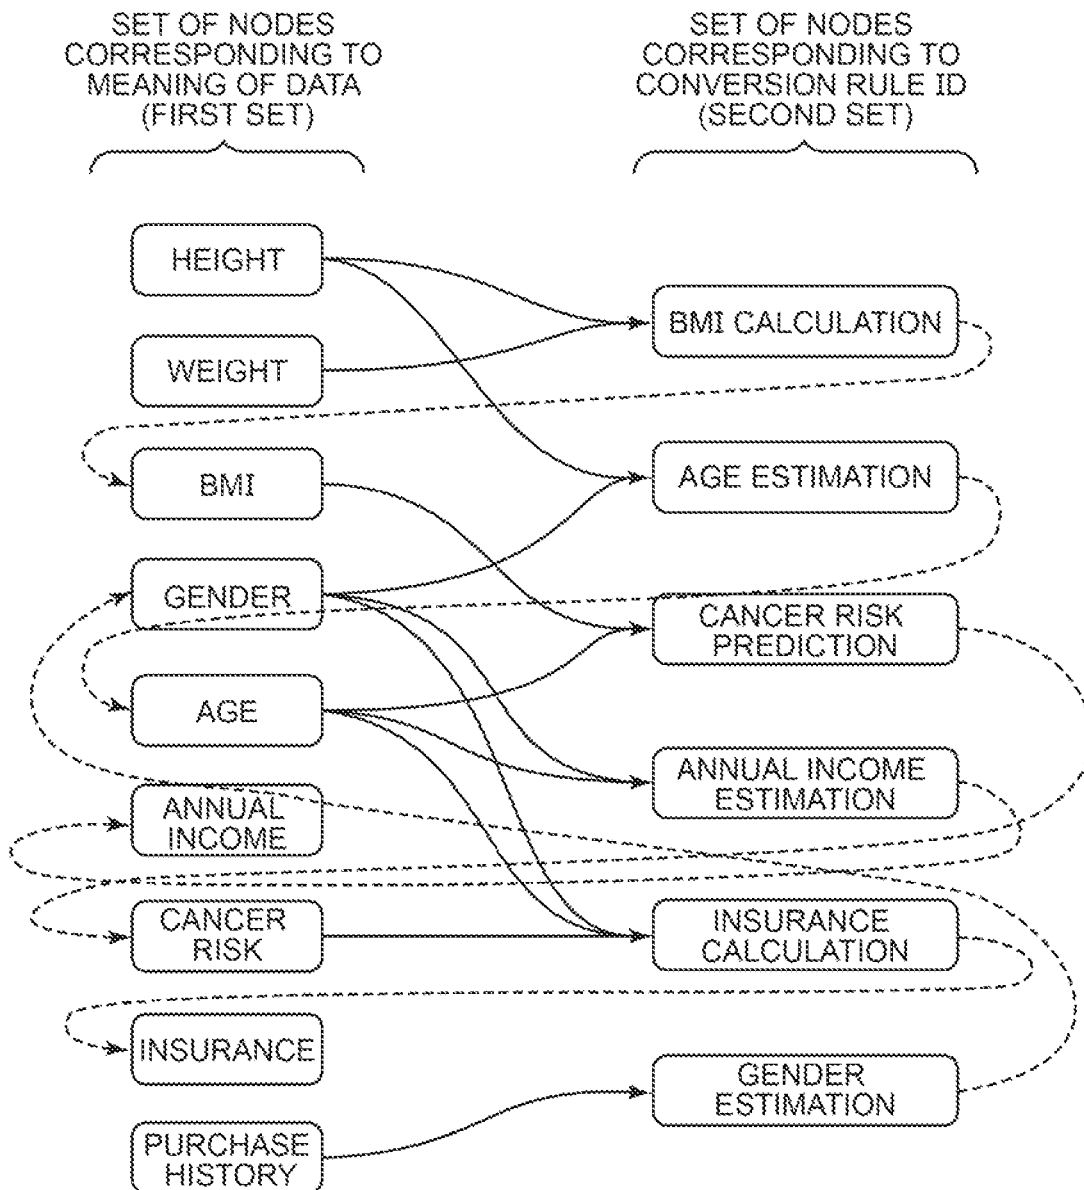 SET OF NODES
CORRESPONDING TO
MEANING OF DATA
(FIRST SET)
SET OF NODES
CORRESPONDING TO
CONVERSION RULE ID
(SECOND SET)
HEIGHT
WEIGHT
BMI
GENDER
AGE
ANNUAL
INCOME
CANCER
RISK
INSURANCE
PURCHASE
HISTORY
BMI CALCULATION
AGE ESTIMATION
CANCER RISK
PREDICTION
ANNUAL INCOME
ESTIMATION
INSURANCE
CALCULATION
GENDER
ESTIMATION